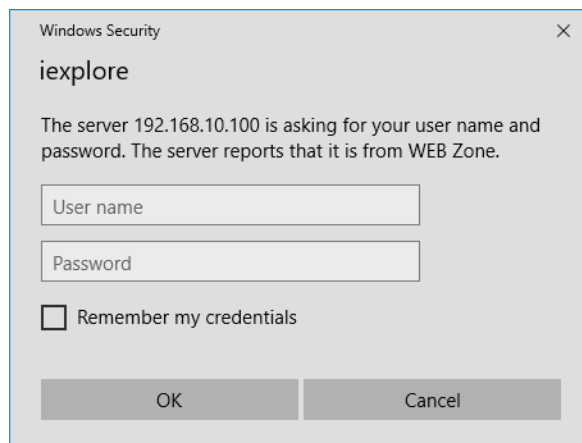 Windows Security
iexplore
The server 192.168.10.100 is asking for your user name and
password. The server reports that it is from WEB Zone.
User name
Password
Remember my credentials
OK
Cancel